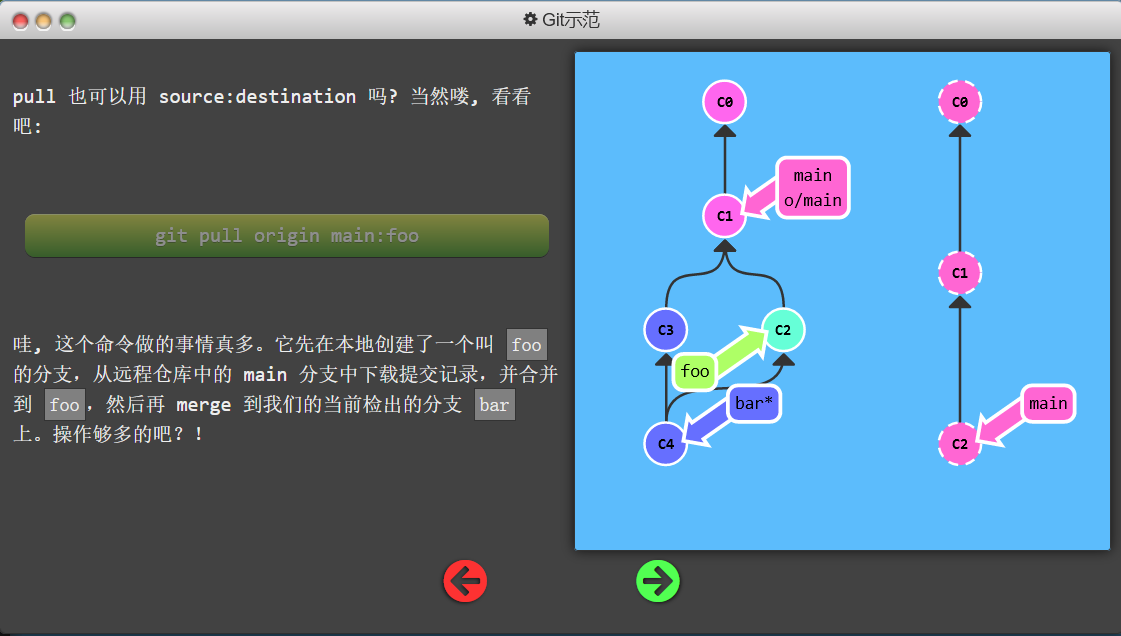 Git示范
pull 也可以用 source:destination 吗? 当然喽, 看看
吧:
git pull origin main:foo
哇, 这个命令做的事情真多。它先在本地创建了一个叫 foo
的分支, 从远程仓库中的 main 分支中下载提交记录, 并合并
到 foo, 然后再 merge 到我们的当前检出的分支 bar
上。操作够多的吧? !
C0
main
o/main
C1
C3
C2
foo
bar*
C4
C0
C1
main
C2